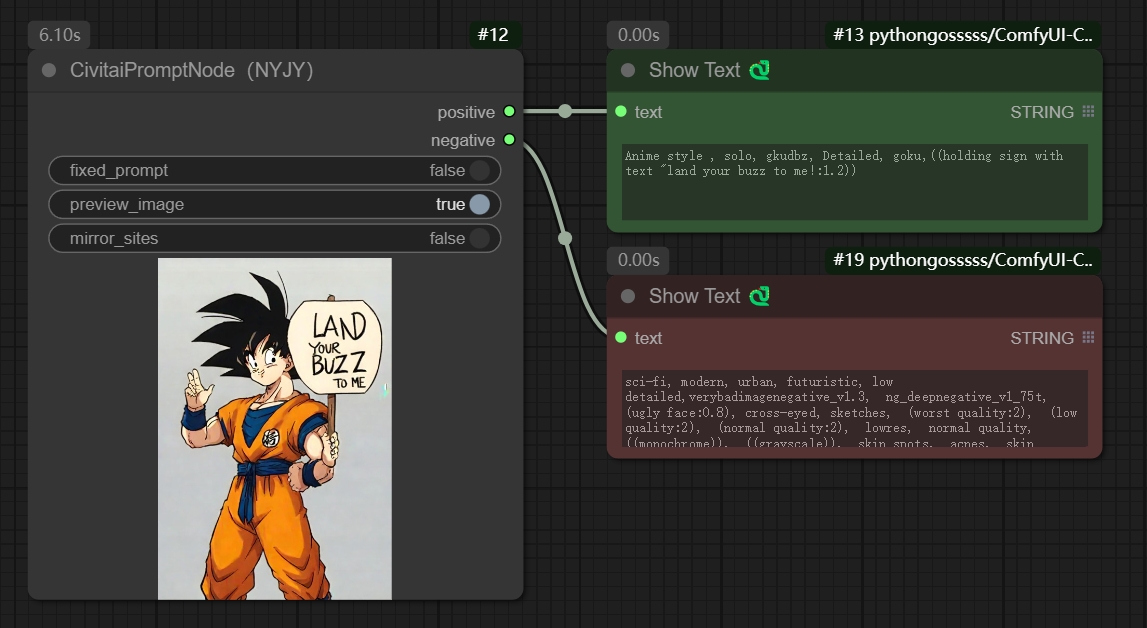 6.10s
#12
CivitaiPromptNode（NYJY）
positive
negative
fixed_prompt false
preview_image true
mirror_sites false
LAND
YOUR
BUZZ
TO ME
0.00s
#13 pythongosssss/ComfyUI-C..
Show Text
text STRING
Anime style , solo, gkudbz, Detailed, goku,((holding sign with
text "land your buzz to me!:1.2))
0.00s
#19 pythongosssss/ComfyUI-C..
Show Text
text STRING
sci-fi, modern, urban, futuristic, low
detailed,verybadimagenegative_v1.3, ng_deepnegative_v1_75t,
(ugly face:0.8), cross-eyed, sketches, (worst quality:2), (low
quality:2), (normal quality:2), lowres, normal quality,
((monochrome)), ((grayscale)), skin spots, acnes, skin